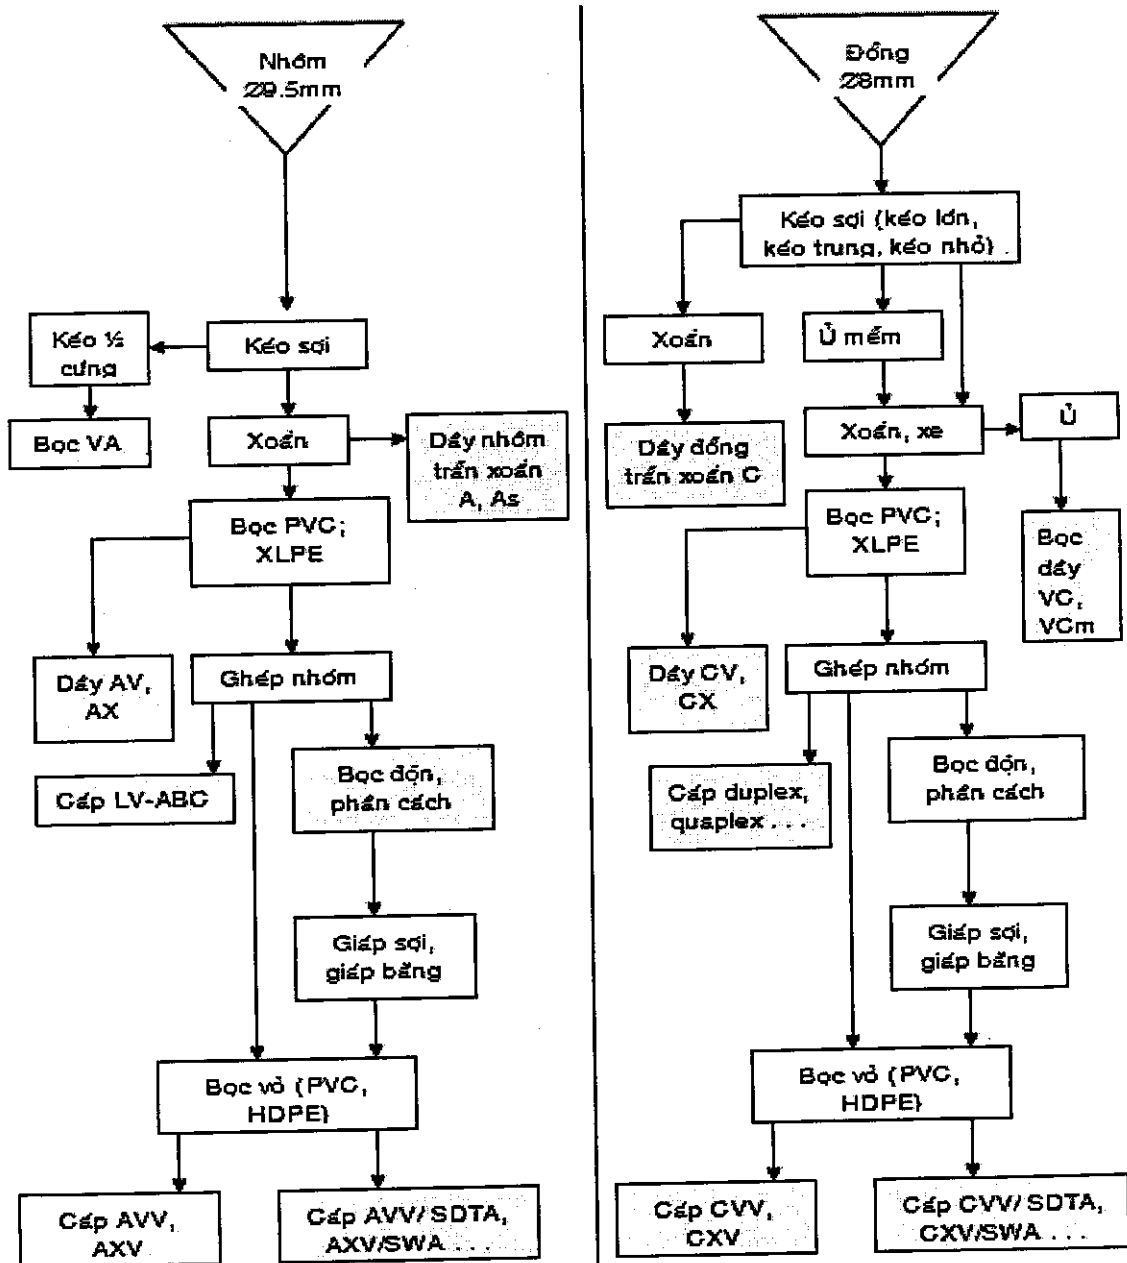 Nhôm
Ø9.5mm
Kéo sợi
Kéo ½
cứng
Bọc VA
Xoắn
Dây nhôm
trần xoắn
A, As
Bọc PVC;
XLPE
Dây AV,
AX
Ghép nhóm
Cáp LV-ABC
Bọc độn,
phân cách
Giáp sợi,
giáp băng
Bọc vỏ (PVC,
HDPE)
Cáp AVV,
AXV
Cáp AVV/ SDTA,
AXV/SWA . . .
Đồng
Ø8mm
Kéo sợi (kéo lớn,
kéo trung, kéo nhỏ)
Xoắn
Ủ mềm
Dây đồng
trần xoắn C
Xoắn, xe
Ủ
Bọc
dây
VC,
VCm
Bọc PVC;
XLPE
Dây CV,
CX
Ghép nhóm
Cáp duplex,
quaplex . . .
Bọc độn,
phân cách
Giáp sợi,
giáp băng
Bọc vỏ (PVC,
HDPE)
Cáp CVV,
CXV
Cáp CVV/ SDTA,
CXV/SWA . . .